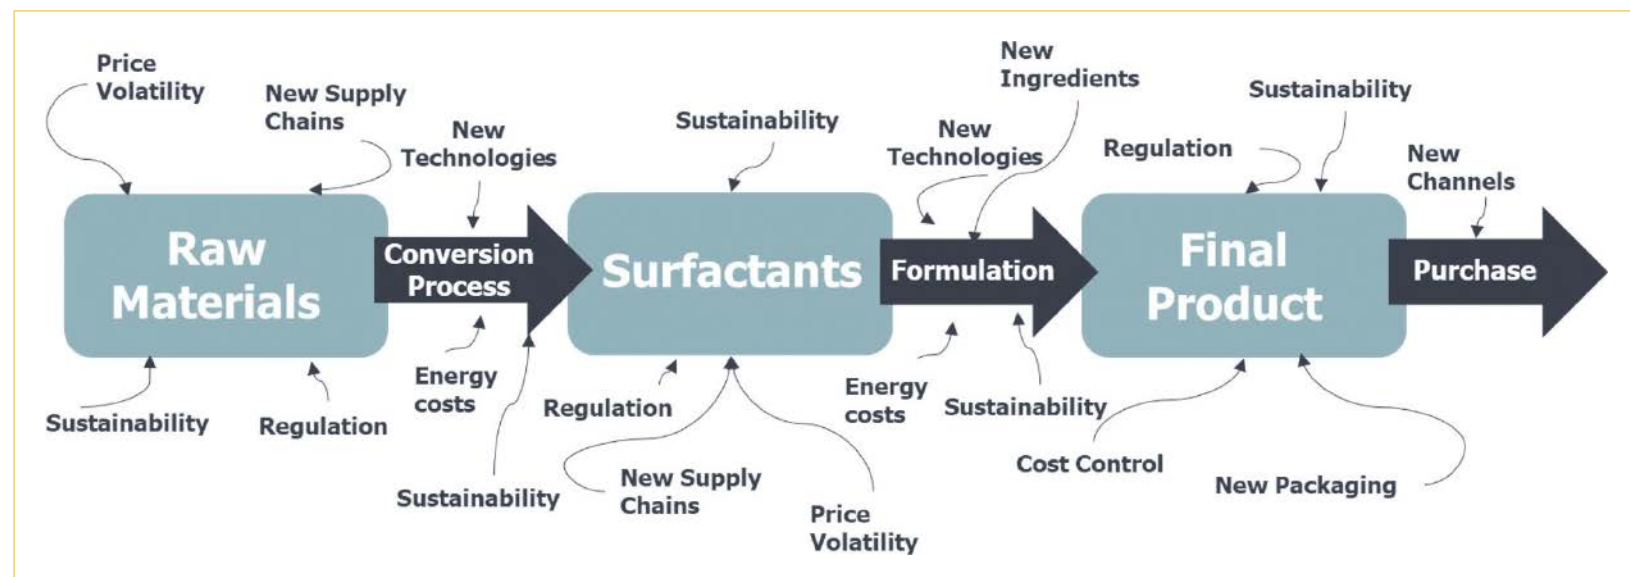 Price
Volatility
New Supply
Chains
New
Technologies
Sustainability
New
Technologies
New
Ingredients
Regulation
Sustainability
New
Channels
Raw
Materials
Conversion
Process
Surfactants
Formulation
Final
Product
Purchase
Sustainability
Regulation
Energy
costs
Sustainability
Regulation
New Supply
Chains
Price
Volatility
Energy
costs
Sustainability
Cost Control
New Packaging